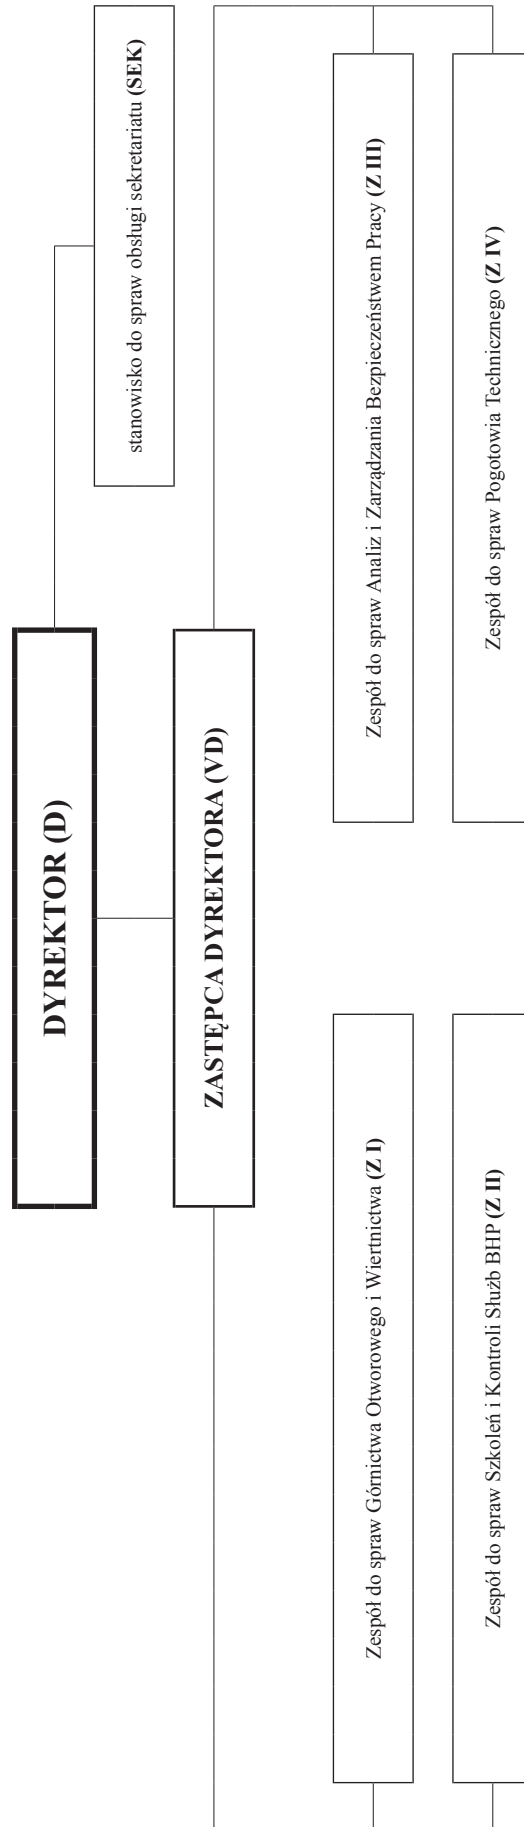 DYREKTOR (D)
stanowisko do spraw obsługi sekretariatu (SEK)
ZASTĘPCA DYREKTORA (VD)
Zespół do spraw Górnictwa Otworowego i Wiertnictwa (Z I)
Zespół do spraw Analiz i Zarządzania Bezpieczeństwem Pracy (Z III)
Zespół do spraw Szkoleń i Kontroli Służb BHP (Z II)
Zespół do spraw Pogotowia Technicznego (Z IV)